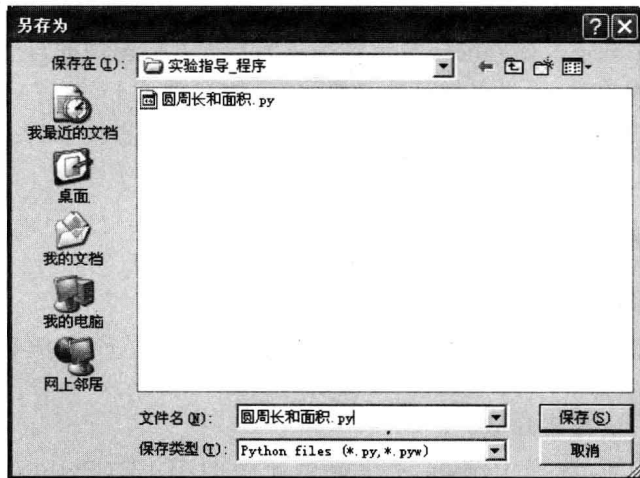 另存为
保存在(I): 实验指导_程序
圆周长和面积.py
我最近的文档
桌面
我的文档
我的电脑
网上邻居
文件名(N): 圆周长和面积.py 保存(S)
保存类型(T): Python files (*.py,*.pyw) 取消